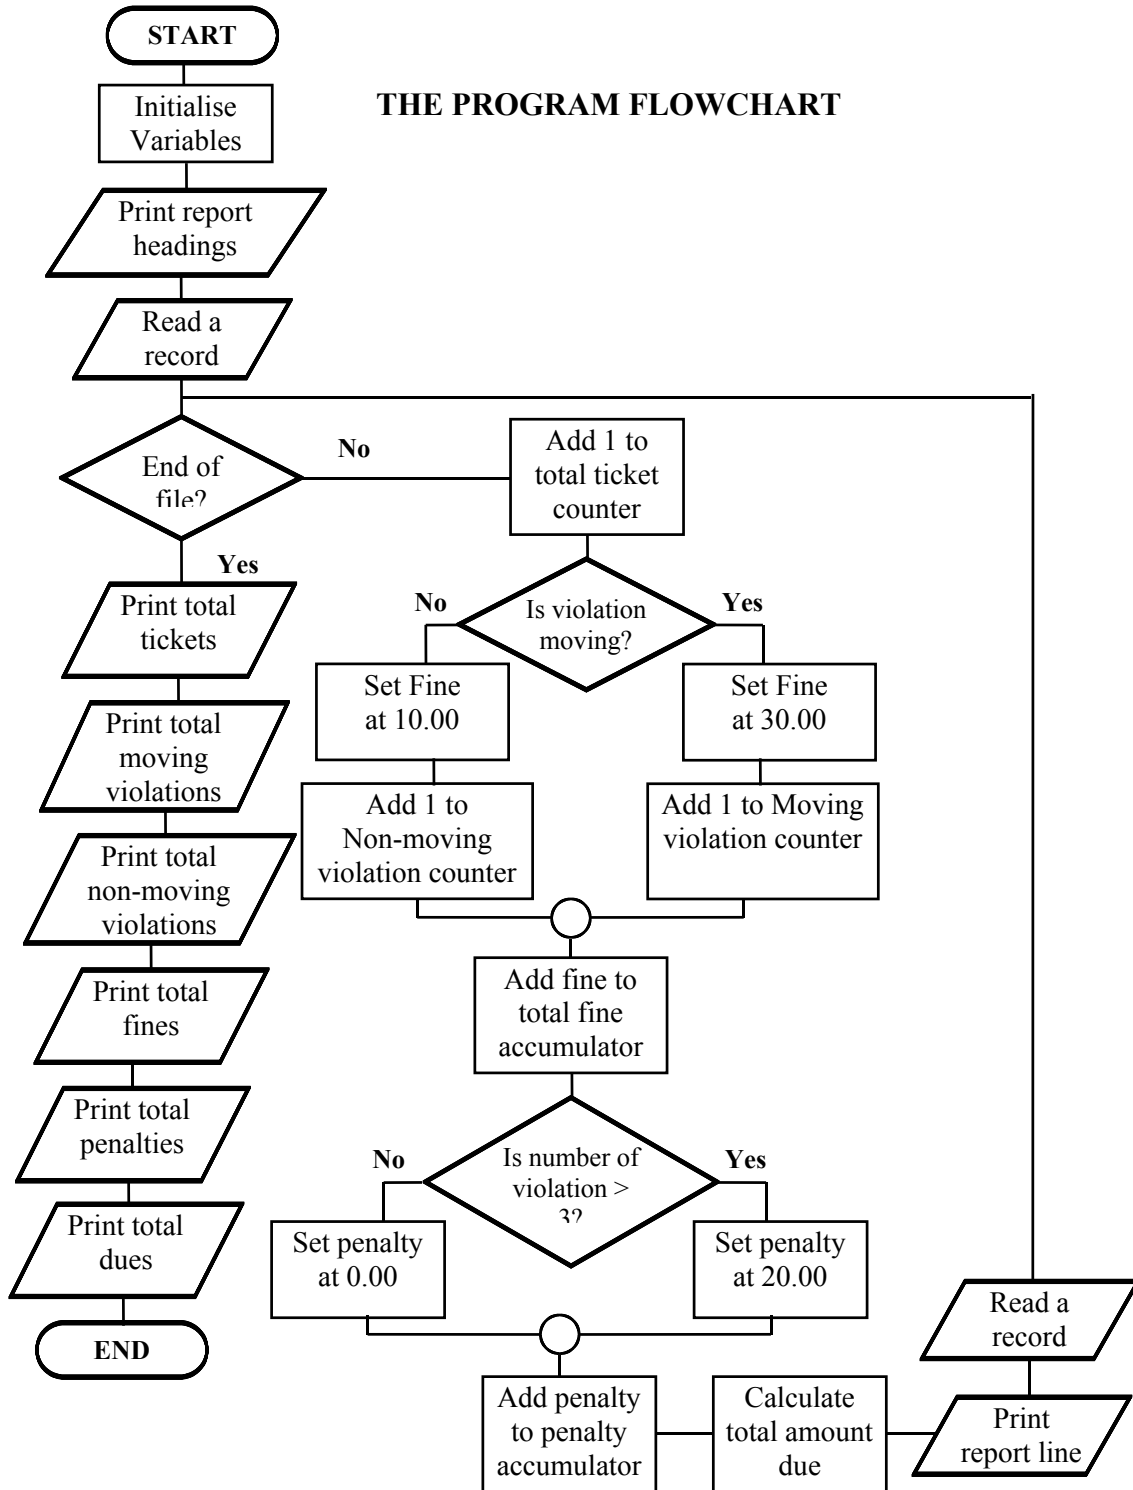 START
THE PROGRAM FLOWCHART
Initialise
Variables
Print report
headings
Read a
record
End of
file?
No
Yes
Add 1 to
total ticket
counter
Is violation
moving?
No
Yes
Set Fine
at 10.00
Set Fine
at 30.00
Add 1 to
Non-moving
violation counter
Add 1 to Moving
violation counter
Add fine to
total fine
accumulator
Is number of
violation >
3?
No
Yes
Set penalty
at 0.00
Set penalty
at 20.00
Add penalty
to penalty
accumulator
Calculate
total amount
due
Print
report line
Read a
record
Print total
tickets
Print total
moving
violations
Print total
non-moving
violations
Print total
fines
Print total
penalties
Print total
dues
END